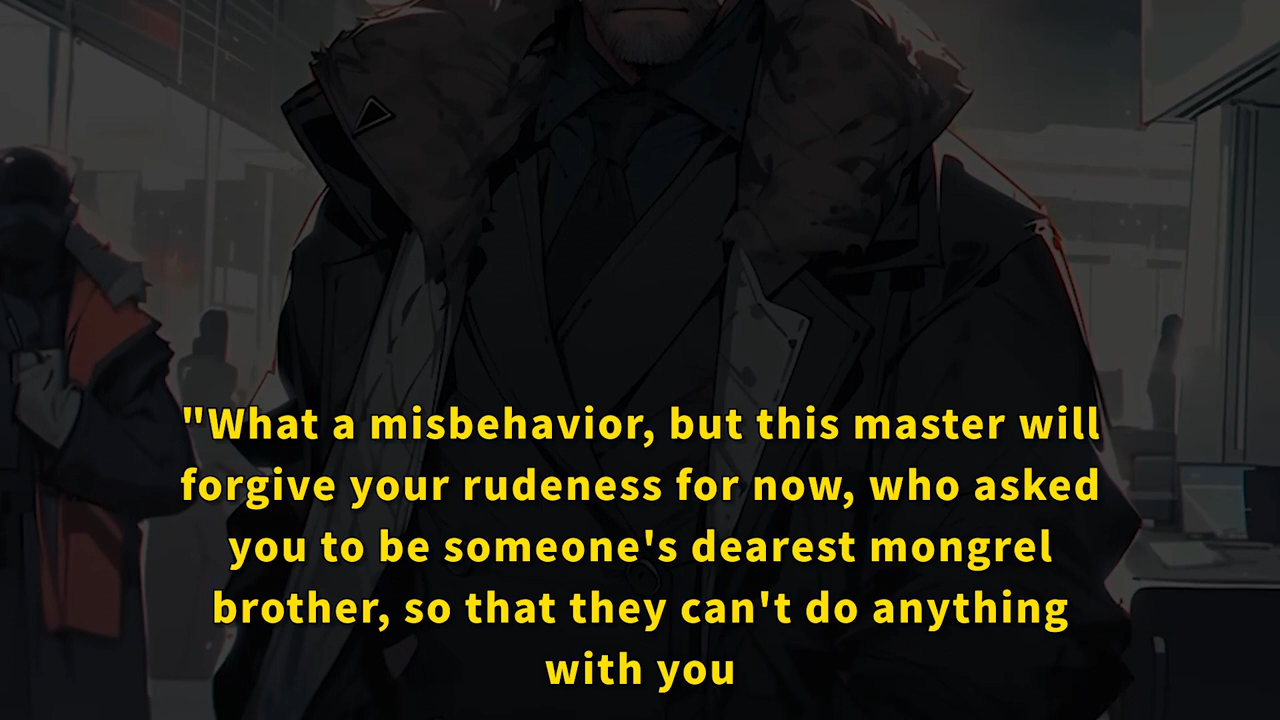 "What a misbehavior, but this master will
forgive your rudeness for now, who asked
you to be someone's dearest mongrel
brother, so that they can't do anything
with you